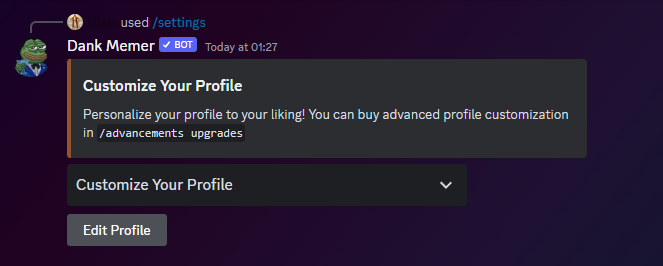 used /settings
Dank Memer ✓ BOT Today at 01:27
Customize Your Profile
Personalize your profile to your liking! You can buy advanced profile customization
in /advancements upgrades
Customize Your Profile
Edit Profile